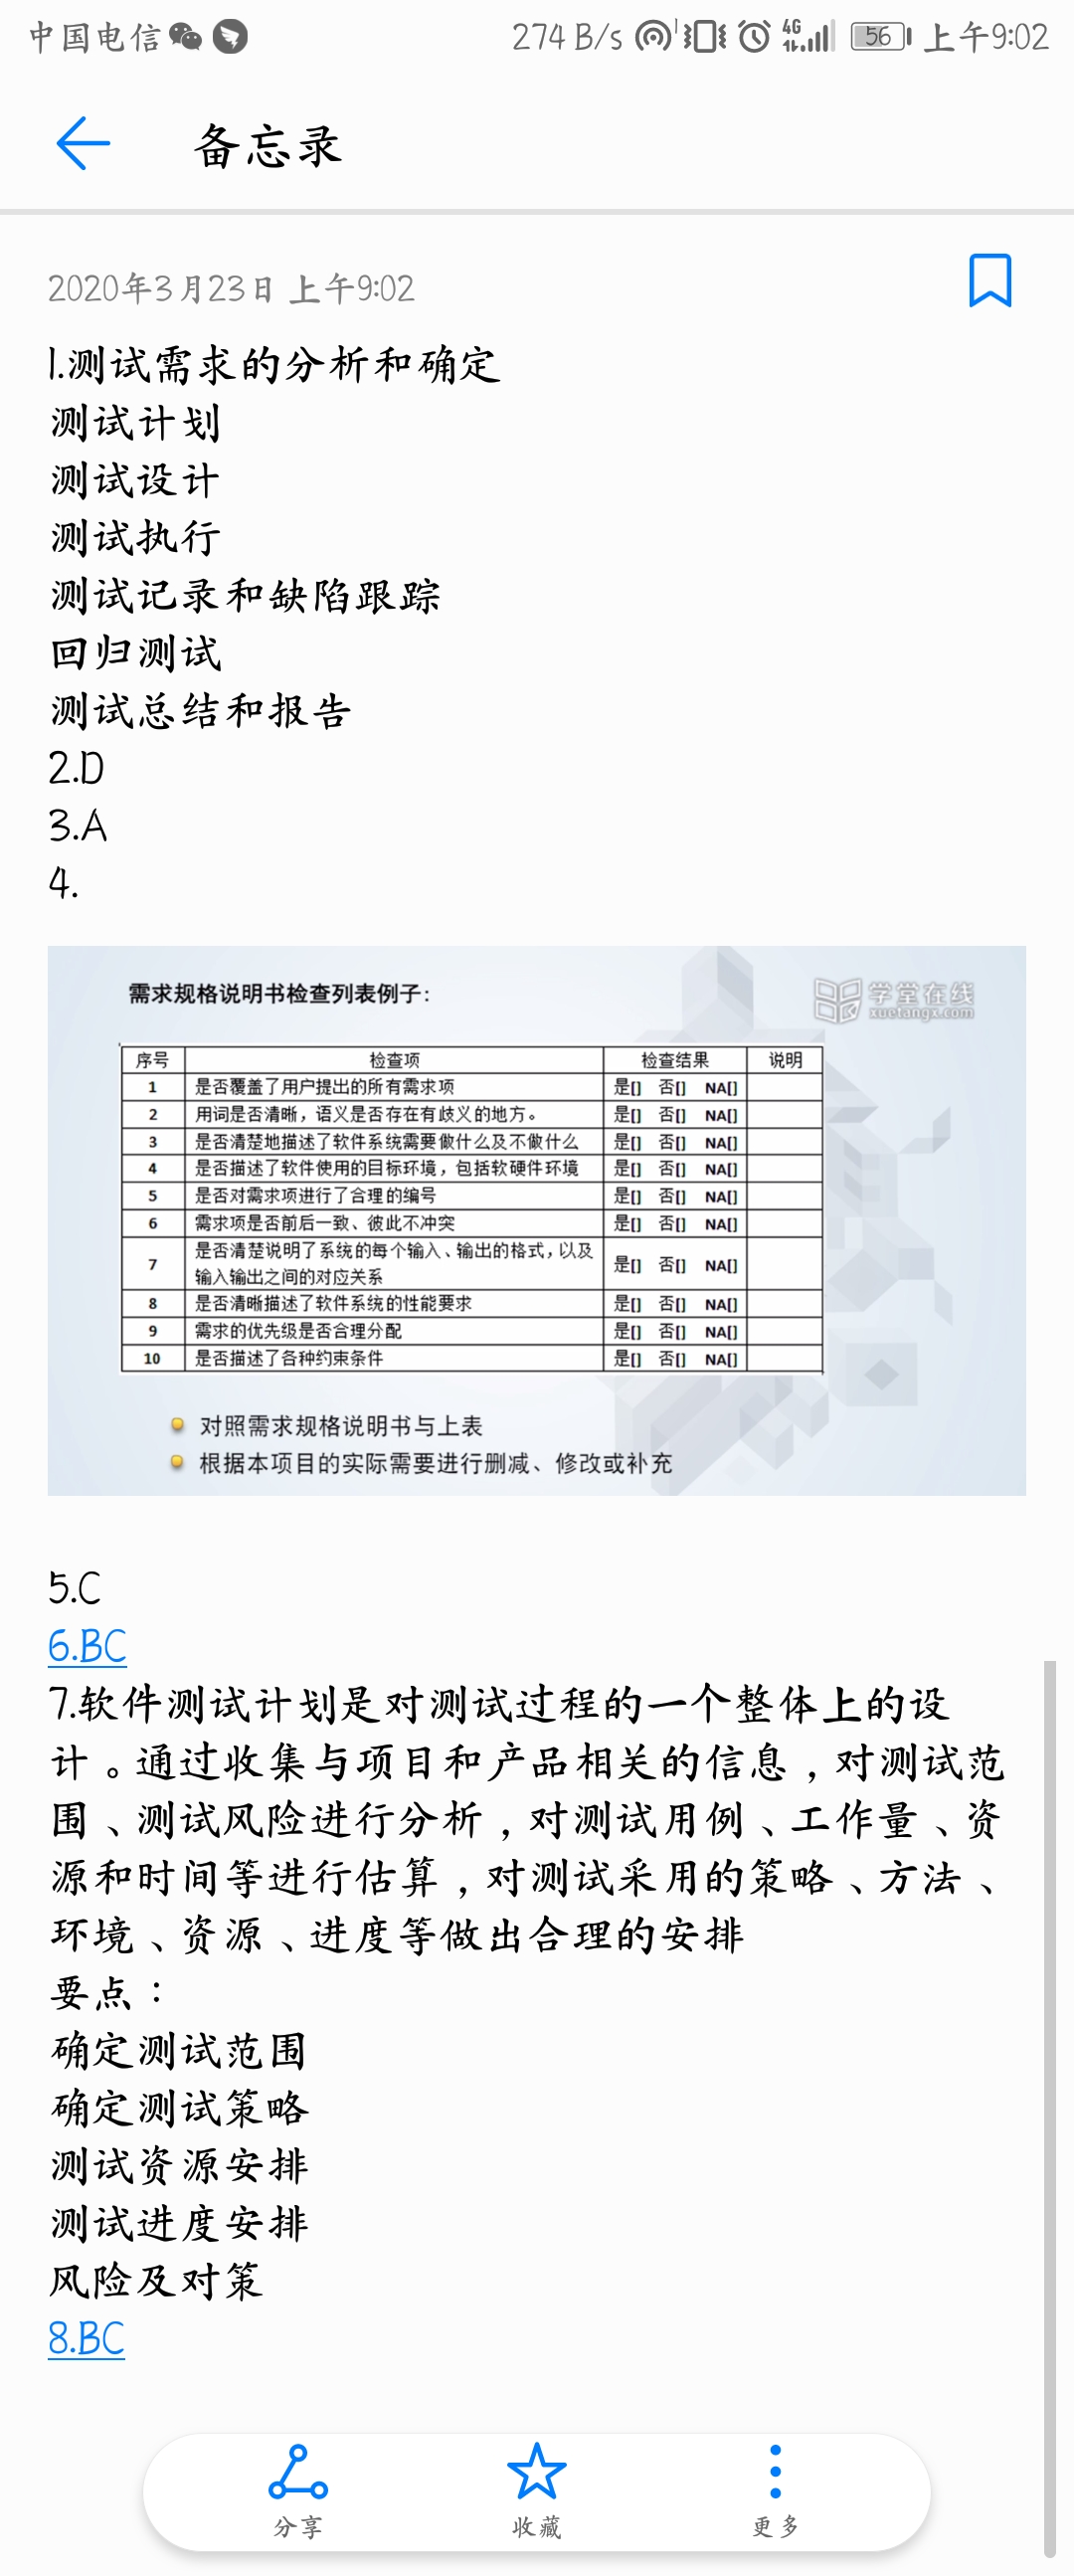 中国电信 274 B/s 4G 56 上午9:02
备忘录
2020年3月23日 上午9:02
1.测试需求的分析和确定
测试计划
测试设计
测试执行
测试记录和缺陷跟踪
回归测试
测试总结和报告
2.D
3.A
4.
需求规格说明书检查列表例子：
学堂在线
xuetangx.com
序号 检查项 检查结果 说明
1 是否覆盖了用户提出的所有需求项 是[] 否[] NA[]
2 用词是否清晰，语义是否存在有歧义的地方。 是[] 否[] NA[]
3 是否清楚地描述了软件系统需要做什么及不做什么 是[] 否[] NA[]
4 是否描述了软件使用的目标环境，包括软硬件环境 是[] 否[] NA[]
5 是否对需求项进行了合理的编号 是[] 否[] NA[]
6 需求项是否前后一致、彼此不冲突 是[] 否[] NA[]
7 是否清楚说明了系统的每个输入、输出的格式，以及 是[] 否[] NA[]
输入输出之间的对应关系
8 是否清晰描述了软件系统的性能要求 是[] 否[] NA[]
9 需求的优先级是否合理分配 是[] 否[] NA[]
10 是否描述了各种约束条件 是[] 否[] NA[]
对照需求规格说明书与上表
根据本项目的实际需要进行删减、修改或补充
5.C
6.BC
7.软件测试计划是对测试过程的一个整体上的设
计。通过收集与项目和产品相关的信息，对测试范
围、测试风险进行分析，对测试用例、工作量、资
源和时间等进行估算，对测试采用的策略、方法、
环境、资源、进度等做出合理的安排
要点：
确定测试范围
确定测试策略
测试资源安排
测试进度安排
风险及对策
8.BC
分享 收藏 更多